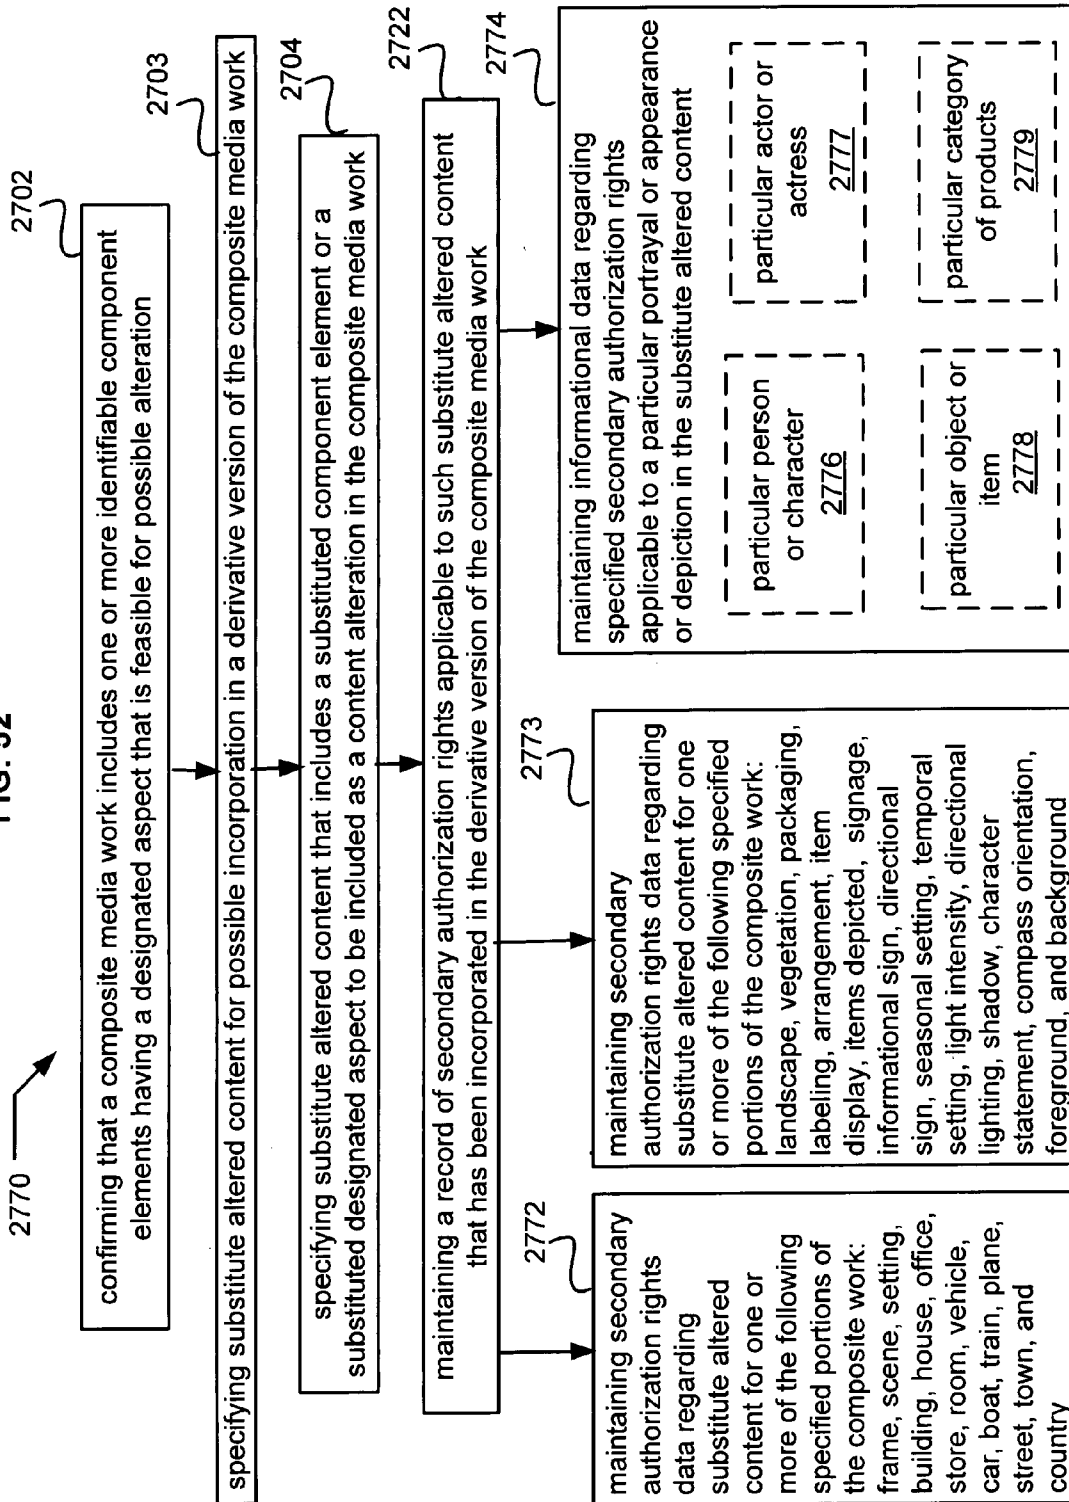 FIG. 52
2770
2702
confirming that a composite media work includes one or more identifiable component
elements having a designated aspect that is feasible for possible alteration
2703
specifying substitute altered content for possible incorporation in a derivative version of the composite media work
2704
specifying substitute altered content that includes a substituted component element or a
substituted designated aspect to be included as a content alteration in the composite media work
2722
maintaining a record of secondary authorization rights applicable to such substitute altered content
that has been incorporated in the derivative version of the composite media work
2772
maintaining secondary
authorization rights
data regarding
substitute altered
content for one or
more of the following
specified portions of
the composite work:
frame, scene, setting,
building, house, office,
store, room, vehicle,
car, boat, train, plane,
street, town, and
country
2773
maintaining secondary
authorization rights data regarding
substitute altered content for one
or more of the following specified
portions of the composite work:
landscape, vegetation, packaging,
labeling, arrangement, item
display, items depicted, signage,
informational sign, directional
sign, seasonal setting, temporal
setting, light intensity, directional
lighting, shadow, character
statement, compass orientation,
foreground, and background
2774
maintaining informational data regarding
specified secondary authorization rights
applicable to a particular portrayal or appearance
or depiction in the substitute altered content
particular person
or character
2776
particular actor or
actress
2777
particular object or
item
2778
particular category
of products
2779